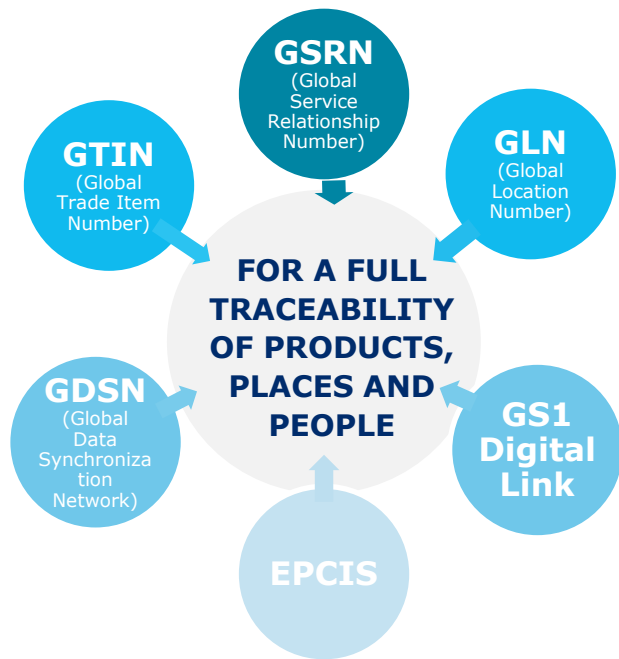 GSRN
(Global
Service
Relationship
Number)
GTIN
(Global
Trade Item
Number)
GLN
(Global
Location
Number)
FOR A FULL
TRACEABILITY
OF PRODUCTS,
PLACES AND
PEOPLE
GDSN
(Global
Data
Synchroniza
tion
Network)
GS1
Digital
Link
EPCIS